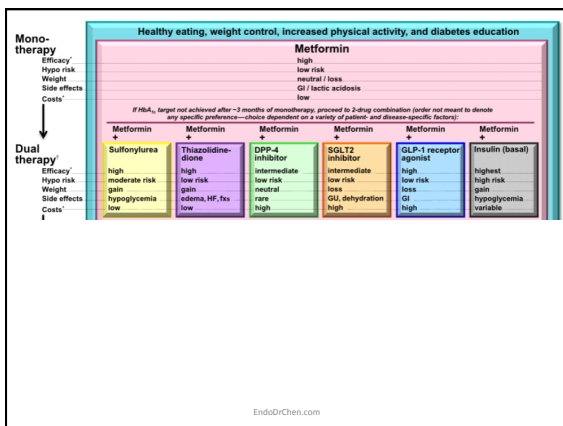 Healthy eating, weight control, increased physical activity, and diabetes education
Mono-
therapy
Metformin
Efficacy* high
Hypo risk low risk
Weight neutral / loss
Side effects GI / lactic acidosis
Costs* low
If HbA1c target not achieved after ~3 months of monotherapy, proceed to 2-drug combination (order not meant to denote
any specific preference—choice dependent on a variety of patient- and disease-specific factors):
Metformin Metformin Metformin Metformin Metformin Metformin
+ + + + + +
Dual
therapy†
Sulfonylurea Thiazolidine- DPP-4 SGLT2 GLP-1 receptor Insulin (basal)
dione inhibitor inhibitor agonist
Efficacy* high high intermediate intermediate high highest
Hypo risk moderate risk low risk low risk low risk low risk high risk
Weight gain gain neutral loss loss gain
Side effects hypoglycemia edema, HF, fxs rare GU, dehydration GI hypoglycemia
Costs* low low high high high variable
EndoDrChen.com